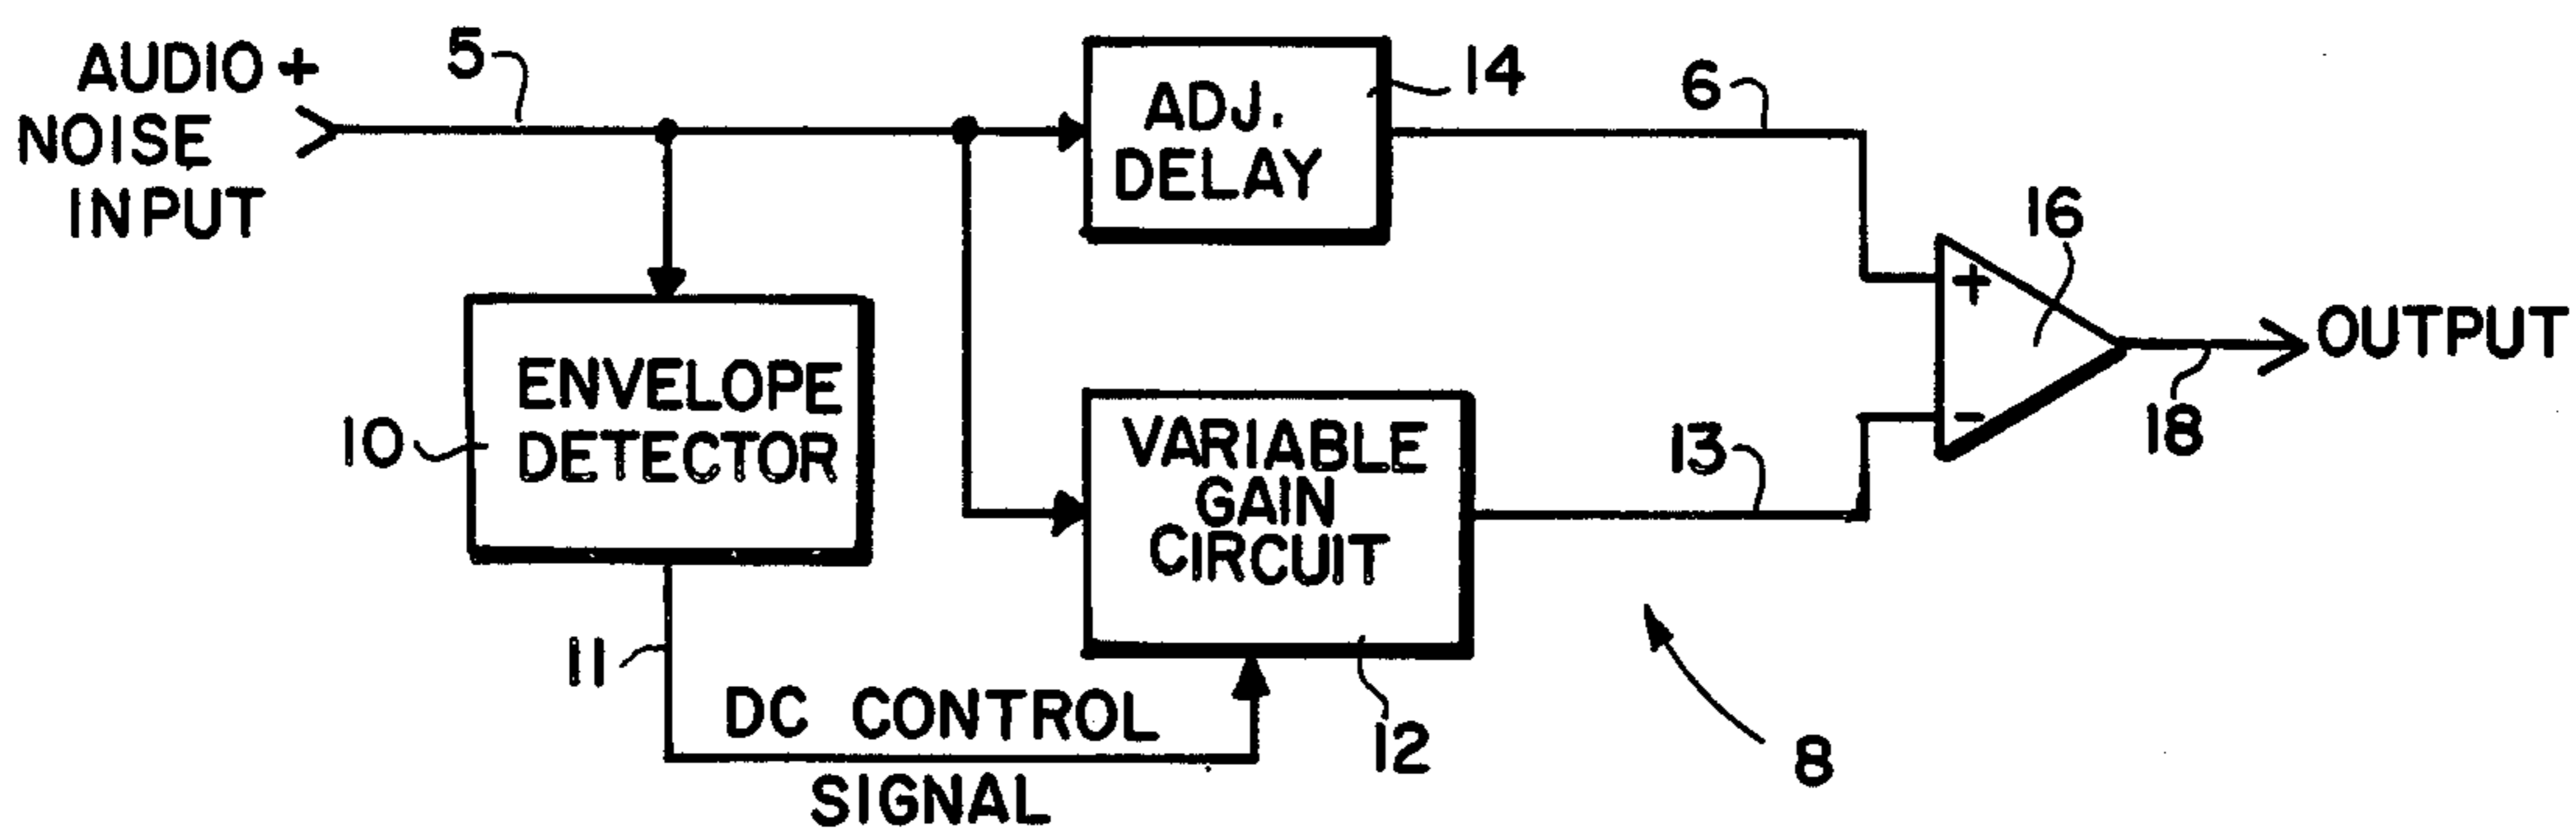 AUDIO +
NOISE
INPUT
5
ADJ.
DELAY
14
6
16
+
-
OUTPUT
18
ENVELOPE
DETECTOR
10
VARIABLE
GAIN
CIRCUIT
13
11
DC CONTROL
SIGNAL
12
8